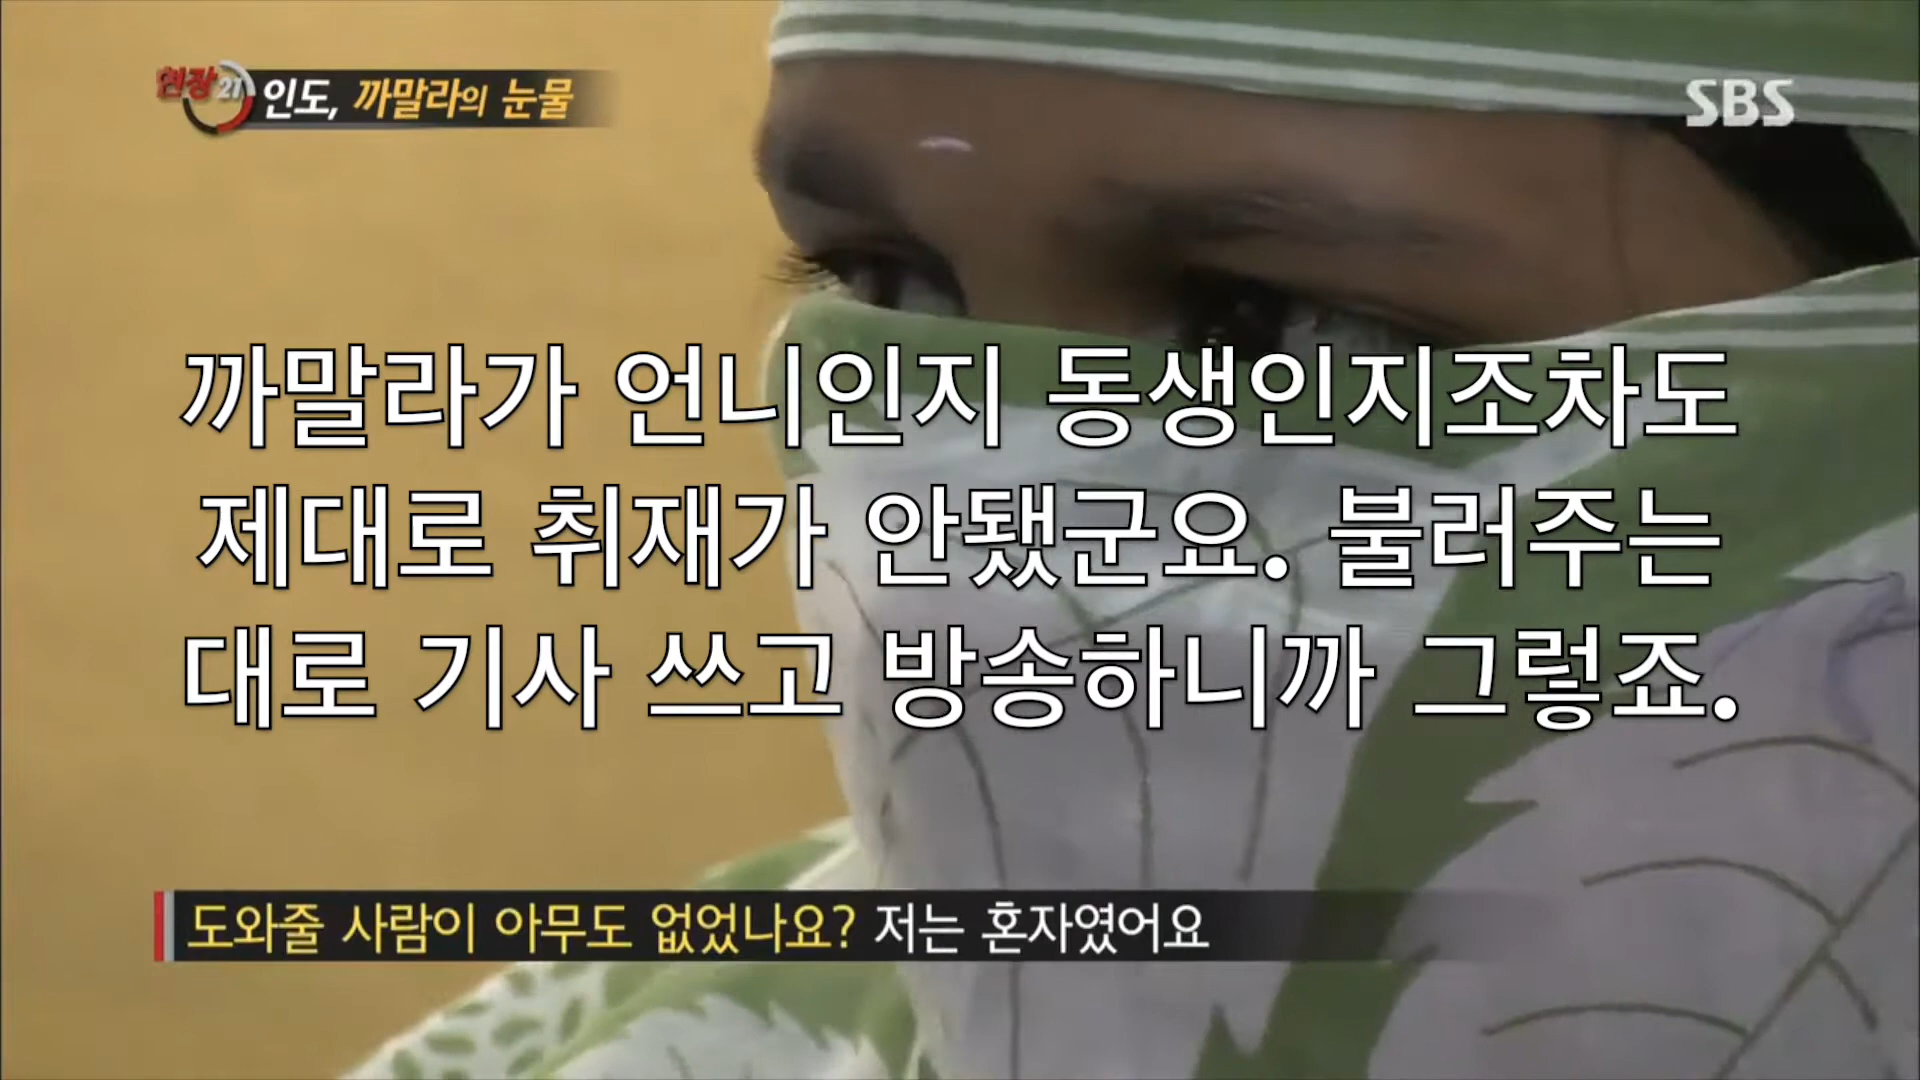 현장 21 인도, 까말라의 눈물
SBS
까말라가 언니인지 동생인지조차도
제대로 취재가 안됐군요. 불러주는
대로 기사 쓰고 방송하니까 그렇죠.
도와줄 사람이 아무도 없었나요? 저는 혼자였어요